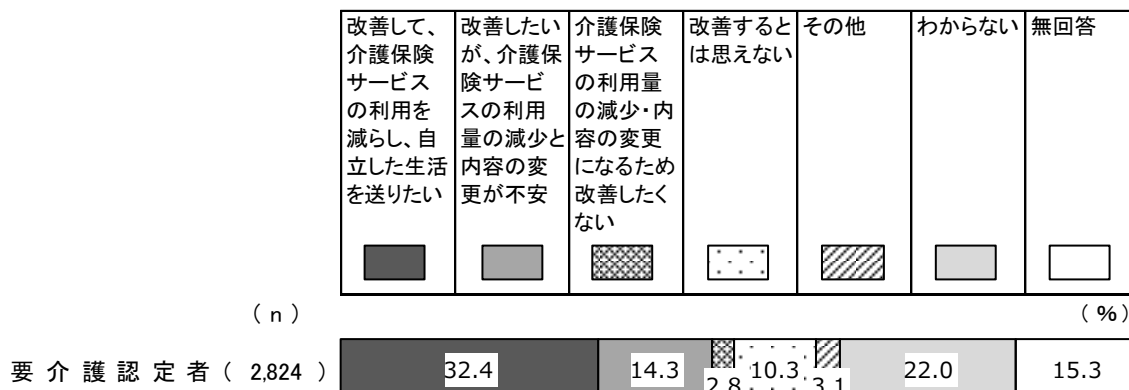 改善して、
介護保険
サービス
の利用を
減らし、自
立した生活
を送りたい
改善したい
が、介護保
険サービ
スの利用
量の減少と
内容の変
更が不安
介護保険
サービス
の利用量
の減少・内
容の変更
になるため
改善したく
ない
改善すると
は思えない
その他
わからない
無回答
(n)
(%)
要介護認定者(2,824)
32.4
14.3
2.8
10.3
3.1
22.0
15.3